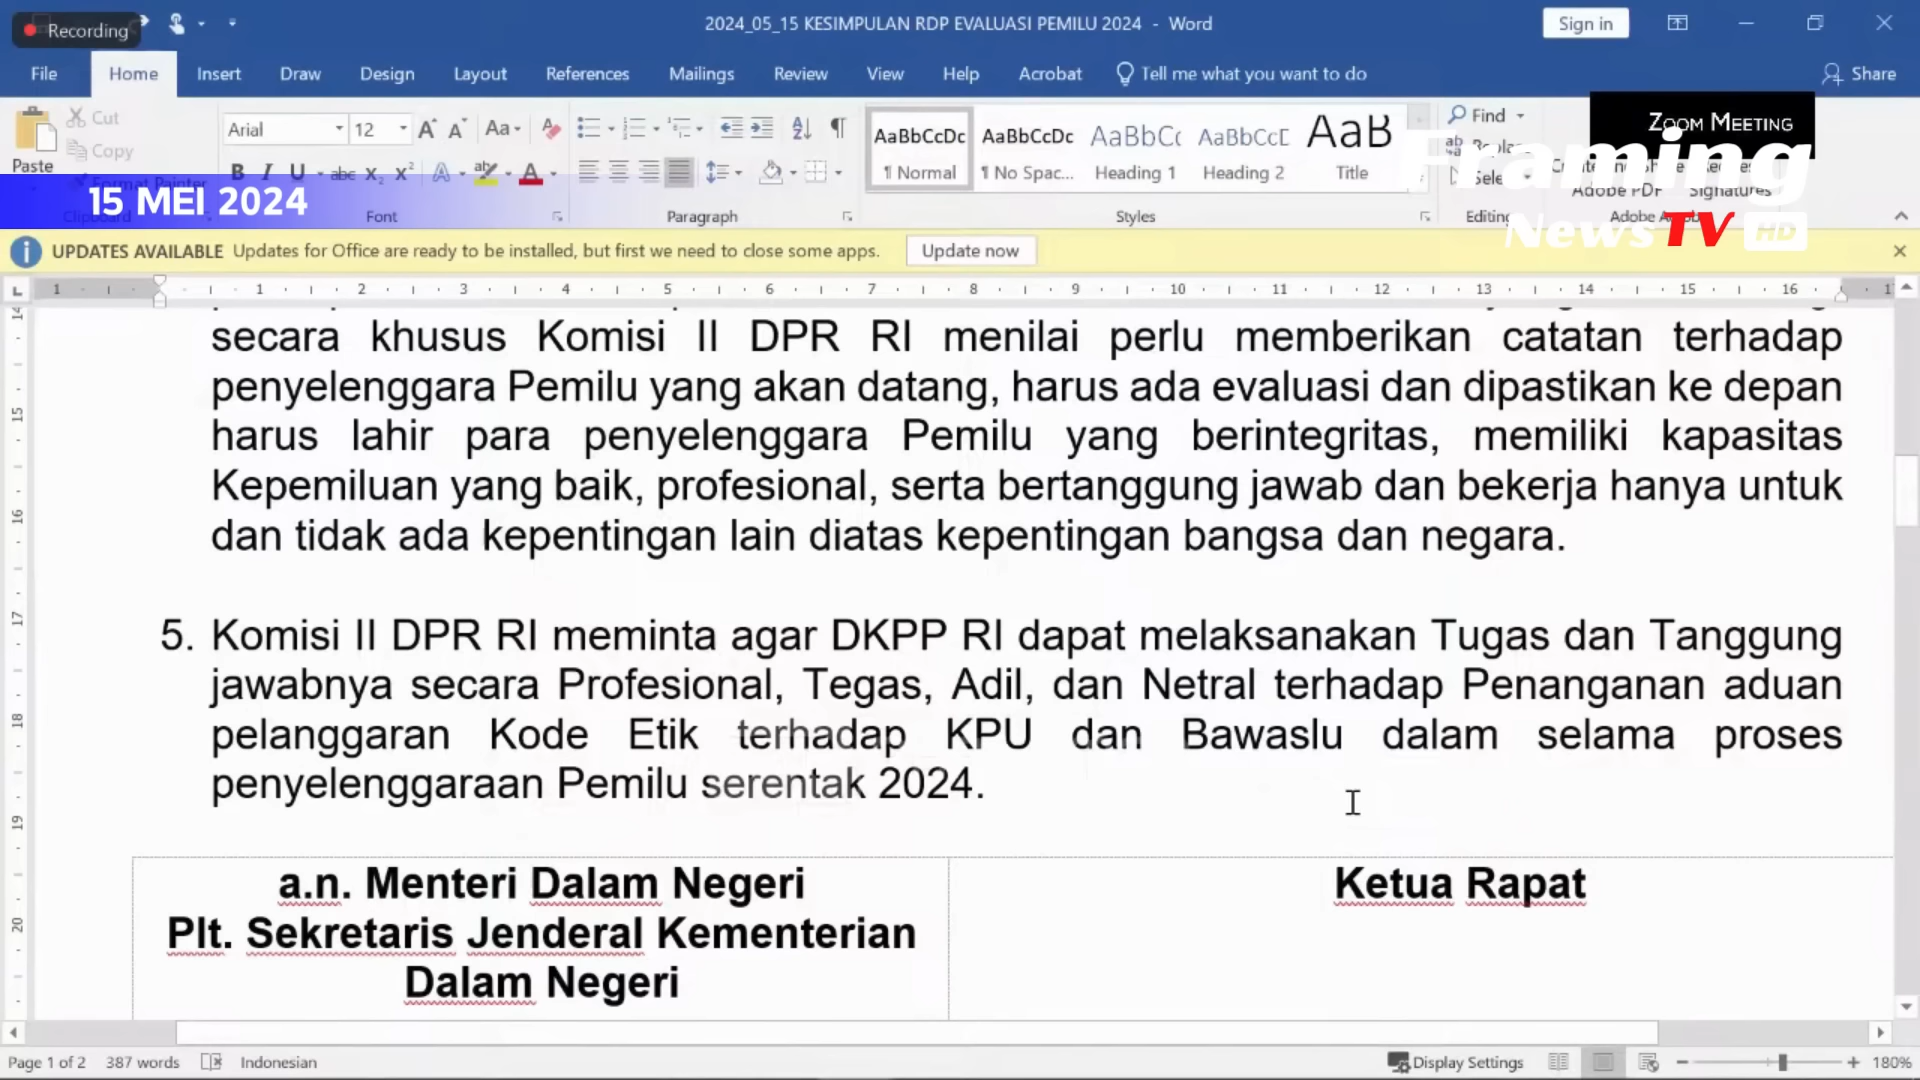 Recording
2024_05_15 KESIMPULAN RDP EVALUASI PEMILU 2024 - Word
Sign in
File Home Insert Draw Design Layout References Mailings Review View Help Acrobat Tell me what you want to do Share
Paste
Cut
Copy
Format Painter
Arial 12
Normal
No Spac...
Heading 1
Heading 2
Title
Find
ZOOM MEETING
Framing
News TV HD
Adobe PDF Signatures
15 MEI 2024
Font Paragraph Styles Editing
UPDATES AVAILABLE Updates for Office are ready to be installed, but first we need to close some apps. Update now
secara khusus Komisi II DPR RI menilai perlu memberikan catatan terhadap
penyelenggara Pemilu yang akan datang, harus ada evaluasi dan dipastikan ke depan
harus lahir para penyelenggara Pemilu yang berintegritas, memiliki kapasitas
Kepemiluan yang baik, profesional, serta bertanggung jawab dan bekerja hanya untuk
dan tidak ada kepentingan lain diatas kepentingan bangsa dan negara.
5. Komisi II DPR RI meminta agar DKPP RI dapat melaksanakan Tugas dan Tanggung
jawabnya secara Profesional, Tegas, Adil, dan Netral terhadap Penanganan aduan
pelanggaran Kode Etik terhadap KPU dan Bawaslu dalam selama proses
penyelenggaraan Pemilu serentak 2024.
a.n. Menteri Dalam Negeri
Plt. Sekretaris Jenderal Kementerian
Dalam Negeri
Ketua Rapat
Page 1 of 2 387 words Indonesian Display Settings 180%